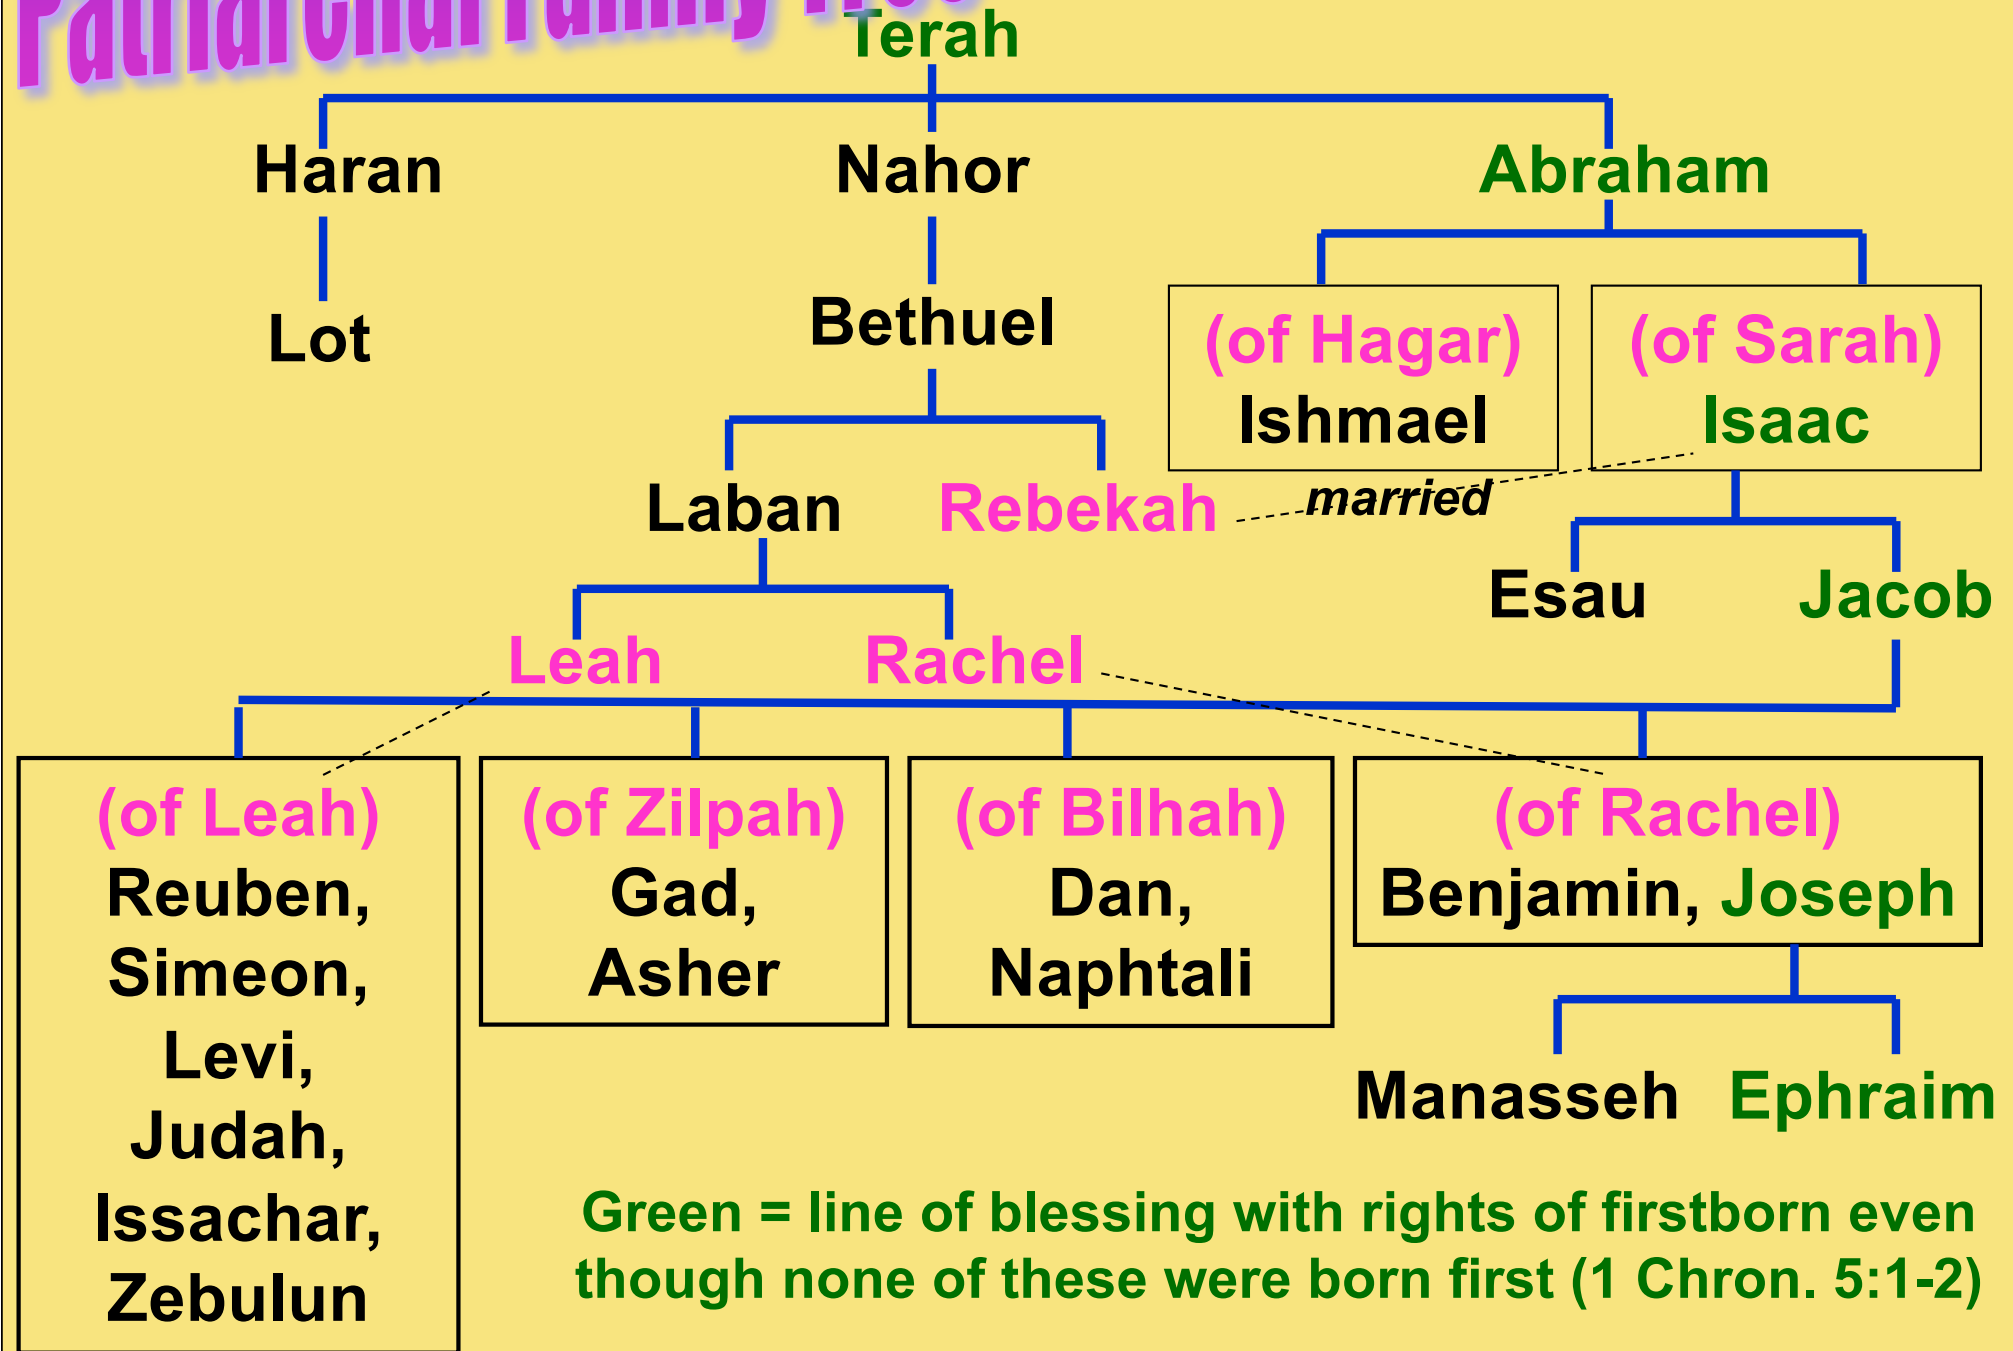 Patriarchal Family Tree
Terah
Haran
Nahor
Abraham
Lot
Bethuel
(of Hagar)
Ishmael
(of Sarah)
Isaac
Laban
Rebekah
married
Esau
Jacob
Leah
Rachel
(of Leah)
Reuben,
Simeon,
Levi,
Judah,
Issachar,
Zebulun
(of Zilpah)
Gad,
Asher
(of Bilhah)
Dan,
Naphtali
(of Rachel)
Benjamin, Joseph
Manasseh
Ephraim
Green = line of blessing with rights of firstborn even
though none of these were born first (1 Chron. 5:1-2)